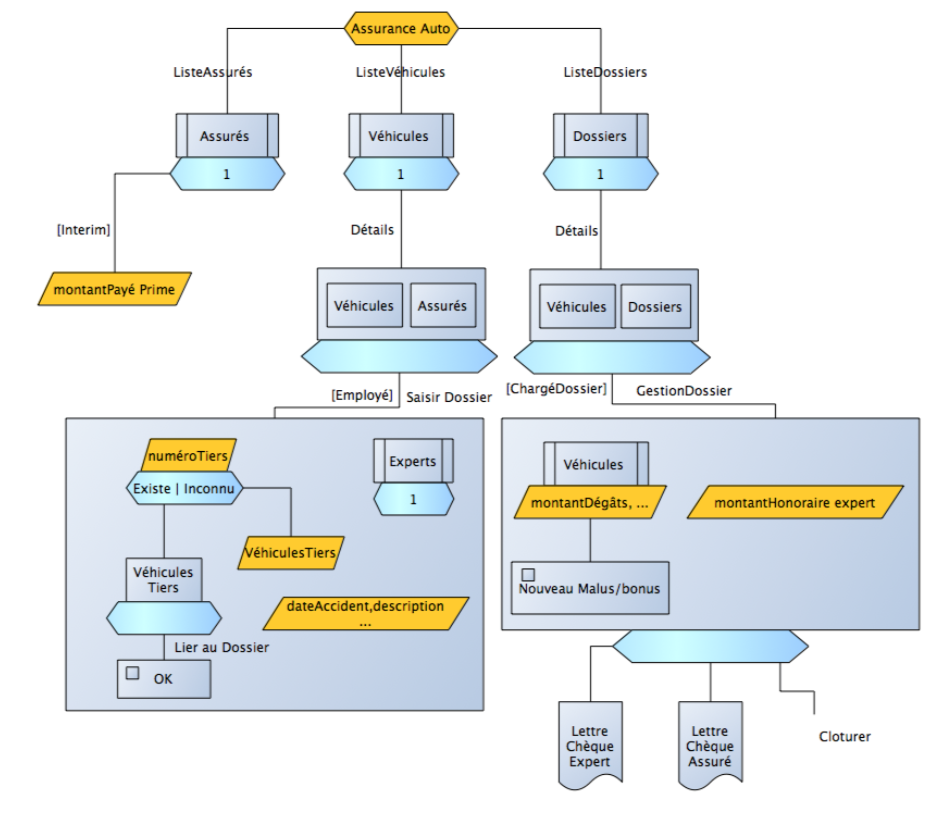 Assurance Auto
ListeAssurés
ListeVéhicules
ListeDossiers
Assurés
Véhicules
Dossiers
1
1
1
[Interim]
Détails
Détails
montantPayé Prime
Véhicules
Assurés
Véhicules
Dossiers
[Employé]
Saisir Dossier
[ChargéDossier]
GestionDossier
numéroTiers
Existe | Inconnu
Experts
1
VéhiculesTiers
Véhicules
Tiers
dateAccident,description
...
Lier au Dossier
OK
Véhicules
montantDégâts, ...
montantHonoraire expert
Nouveau Malus/bonus
Lettre
Chèque
Expert
Lettre
Chèque
Assuré
Cloturer